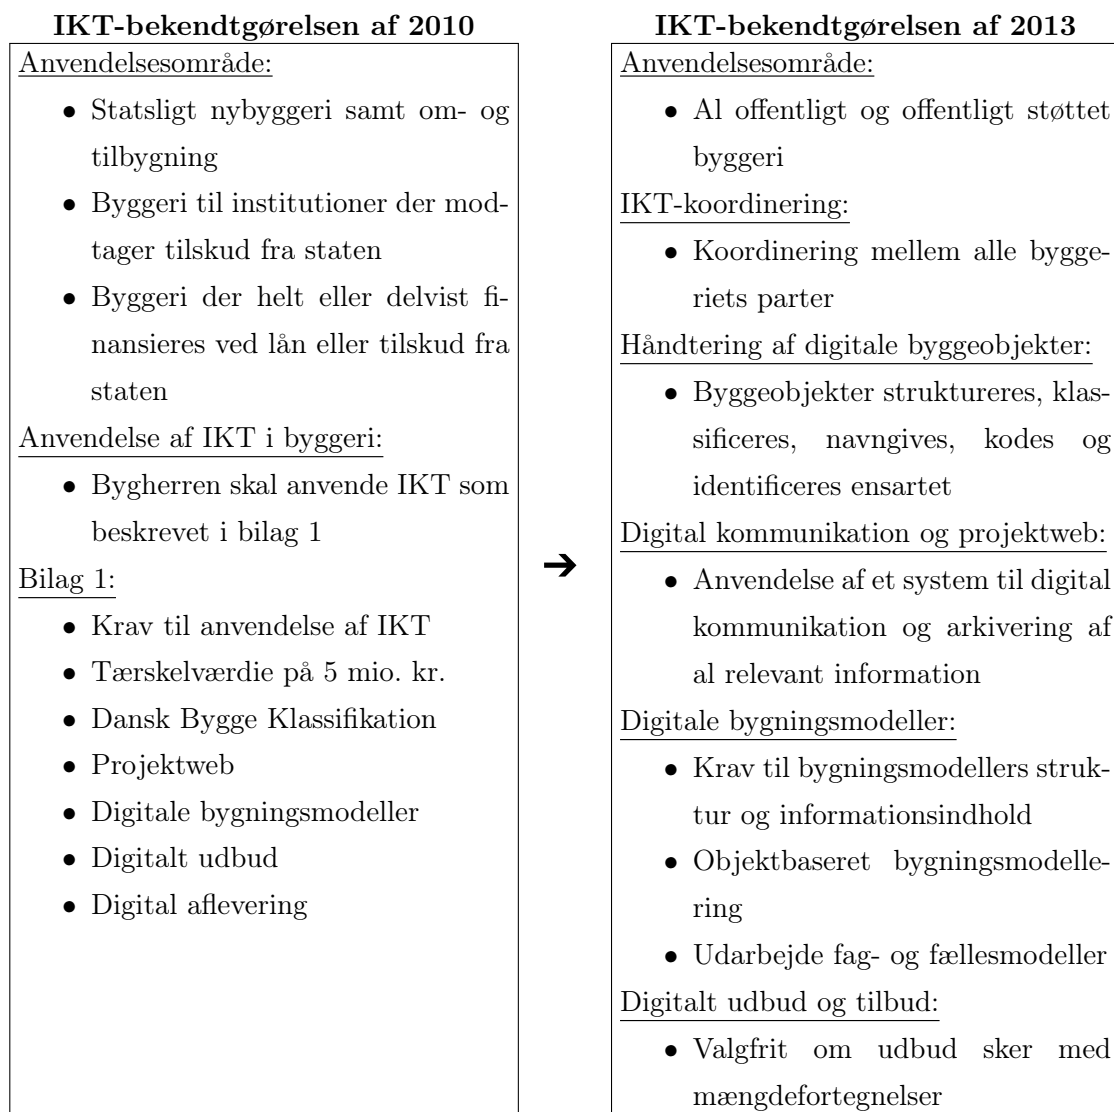 IKT-bekendtgørelsen af 2010
Anvendelsesområde:
• Statsligt nybyggeri samt om- og
tilbygning
• Byggeri til institutioner der mod-
tager tilskud fra staten
• Byggeri der helt eller delvist fi-
nansieres ved lån eller tilskud fra
staten
Anvendelse af IKT i byggeri:
• Bygherren skal anvende IKT som
beskrevet i bilag 1
Bilag 1:
• Krav til anvendelse af IKT
• Tærskelværdie på 5 mio. kr.
• Dansk Bygge Klassifikation
• Projektweb
• Digitale bygningsmodeller
• Digitalt udbud
• Digital aflevering
➔
IKT-bekendtgørelsen af 2013
Anvendelsesområde:
• Al offentligt og offentligt støttet
byggeri
IKT-koordinering:
• Koordinering mellem alle bygge-
riets parter
Håndtering af digitale byggeobjekter:
• Byggeobjekter struktureres, klas-
sificeres, navngives, kodes og
identificeres ensartet
Digital kommunikation og projektweb:
• Anvendelse af et system til digital
kommunikation og arkivering af
al relevant information
Digitale bygningsmodeller:
• Krav til bygningsmodellers struk-
tur og informationsindhold
• Objektbaseret bygningsmodelle-
ring
• Udarbejde fag- og fællesmodeller
Digitalt udbud og tilbud:
• Valgfrit om udbud sker med
mængdefortegnelser